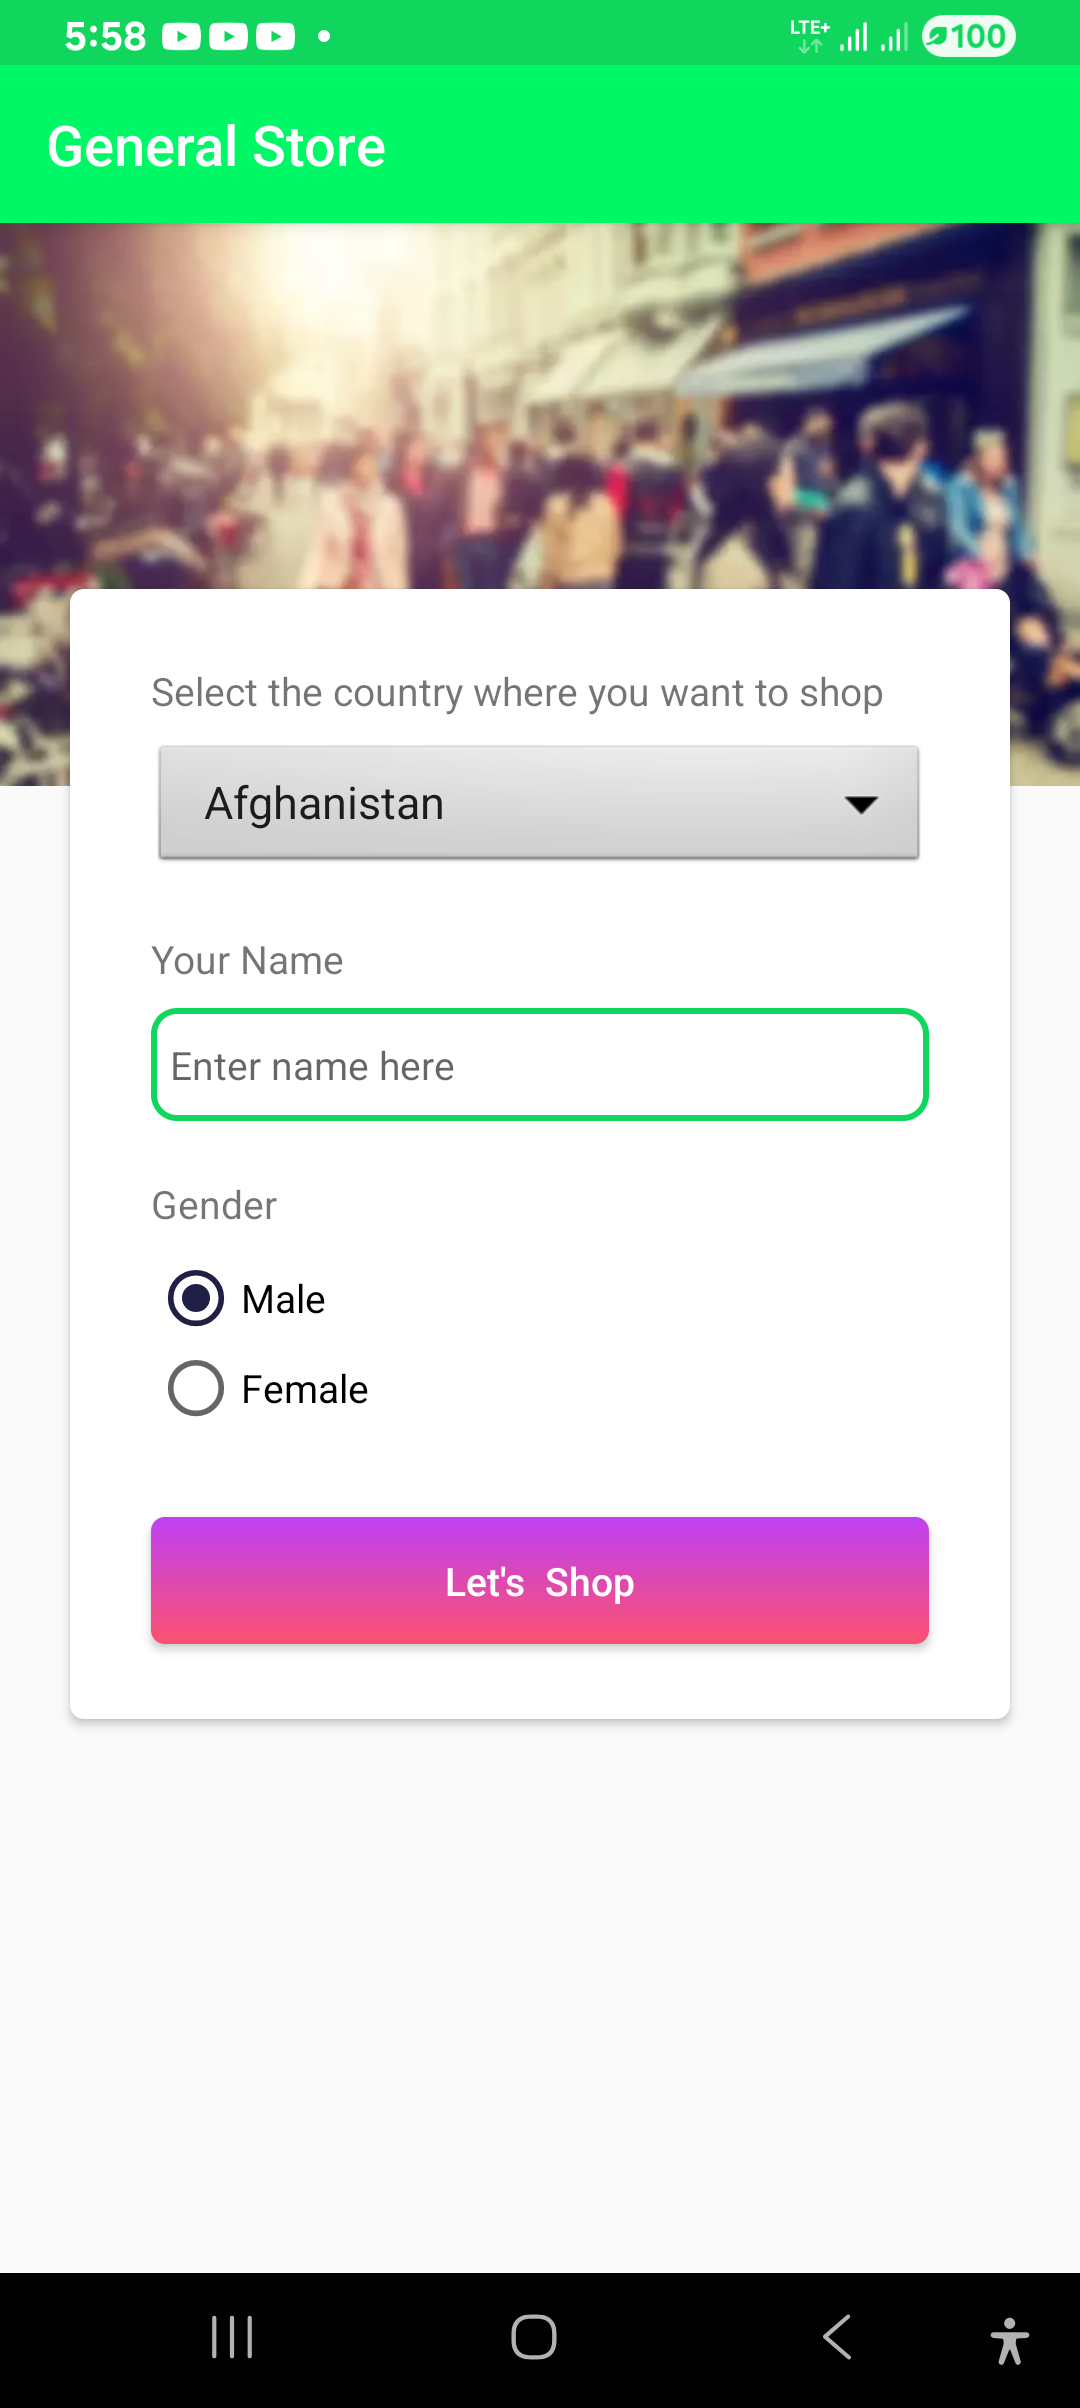 5:58 LTE+ 100
General Store
Select the country where you want to shop
Afghanistan
Your Name
Enter name here
Gender
Male
Female
Let's Shop